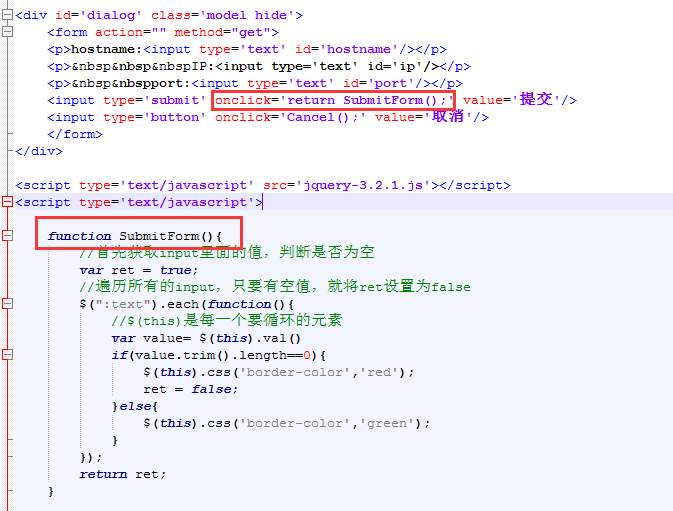 <div id='dialog' class='model hide'>
<form action="" method="get">
<p>hostname:<input type='text' id='hostname'/></p>
<p>&nbsp&nbsp&nbspIP:<input type='text' id='ip'/></p>
<p>&nbsp&nbspport:<input type='text' id='port'/></p>
<input type='submit' onclick='return SubmitForm();' value='提交'/>
<input type='button' onclick='Cancel();' value='取消'/>
</form>
</div>
<script type='text/javascript' src='jquery-3.2.1.js'></script>
<script type='text/javascript'>
function SubmitForm(){
//首先获取input里面的值，判断是否为空
var ret = true;
//遍历所有的input，只要有空值，就将ret设置为false
$(":text").each(function(){
//$(this)是每一个要循环的元素
var value= $(this).val()
if(value.trim().length==0){
$(this).css('border-color','red');
ret = false;
}else{
$(this).css('border-color','green');
}
});
return ret;
}